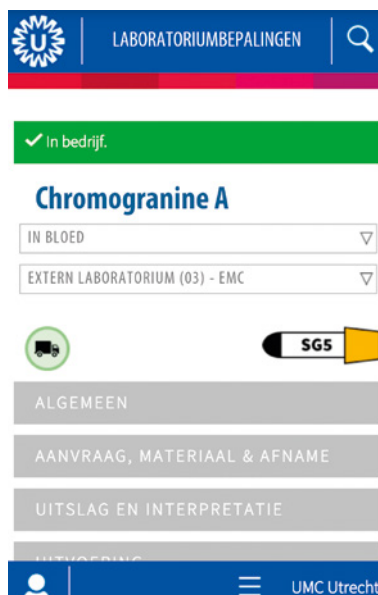 U
LABORATORIUMBEPALINGEN
In bedrijf.
Chromogranine A
IN BLOED
EXTERN LABORATORIUM (03) - EMC
SG5
ALGEMEEN
AANVRAAG, MATERIAAL & AFNAME
UITSLAG EN INTERPRETATIE
UITVOERING
UMC Utrecht